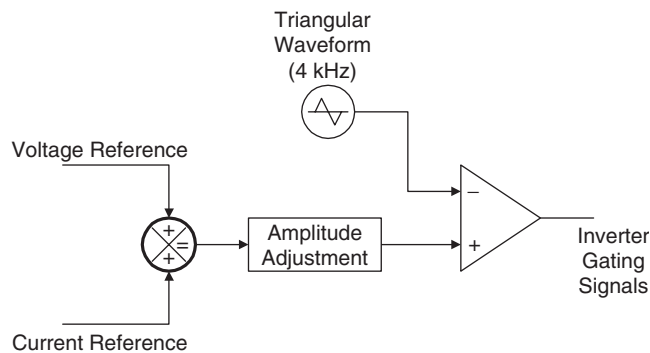 Triangular
Waveform
(4 kHz)
Voltage Reference
−
+
+
=
Amplitude
Adjustment
+
Inverter
Gating
Signals
Current Reference